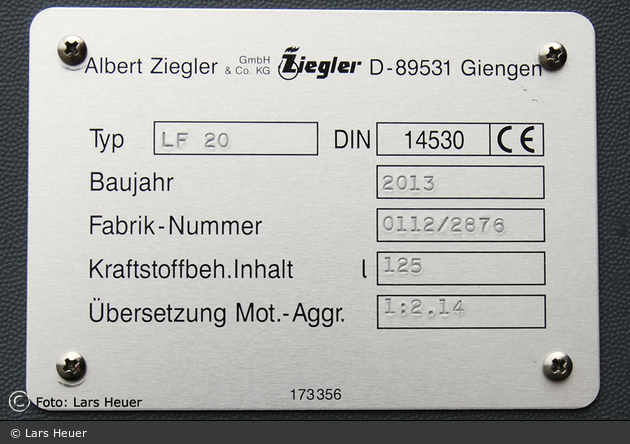 Albert Ziegler GmbH & Co. KG Ziegler D-89531 Giengen
Typ LF 20 DIN 14530 CE
Baujahr 2013
Fabrik-Nummer 0112/2876
Kraftstoffbeh.Inhalt l 125
Übersetzung Mot.-Aggr. 1:2.14
173356
© Foto: Lars Heuer
© Lars Heuer